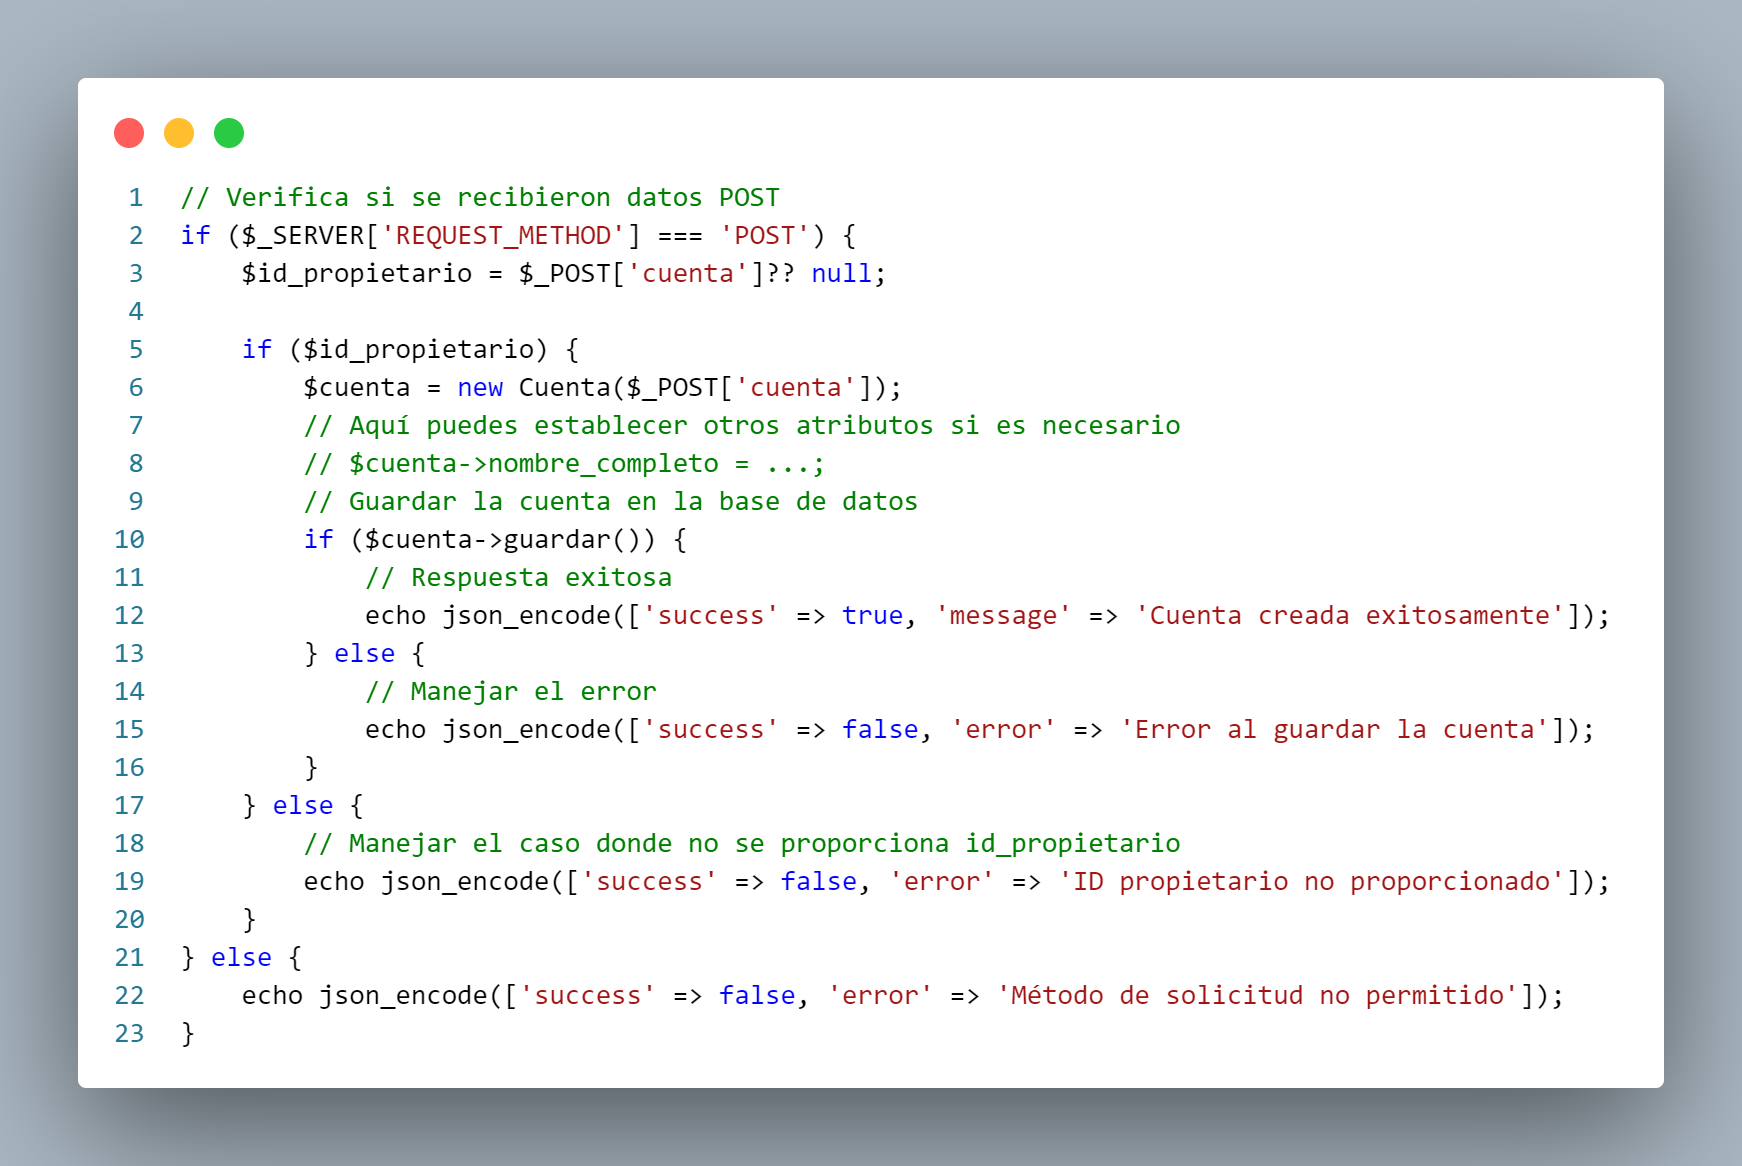 1 // Verifica si se recibieron datos POST
2 if ($_SERVER['REQUEST_METHOD'] === 'POST') {
3     $id_propietario = $_POST['cuenta']?? null;
4
5     if ($id_propietario) {
6         $cuenta = new Cuenta($_POST['cuenta']);
7         // Aquí puedes establecer otros atributos si es necesario
8         // $cuenta->nombre_completo = ...;
9         // Guardar la cuenta en la base de datos
10         if ($cuenta->guardar()) {
11             // Respuesta exitosa
12             echo json_encode(['success' => true, 'message' => 'Cuenta creada exitosamente']);
13         } else {
14             // Manejar el error
15             echo json_encode(['success' => false, 'error' => 'Error al guardar la cuenta']);
16         }
17     } else {
18         // Manejar el caso donde no se proporciona id_propietario
19         echo json_encode(['success' => false, 'error' => 'ID propietario no proporcionado']);
20     }
21 } else {
22     echo json_encode(['success' => false, 'error' => 'Método de solicitud no permitido']);
23 }